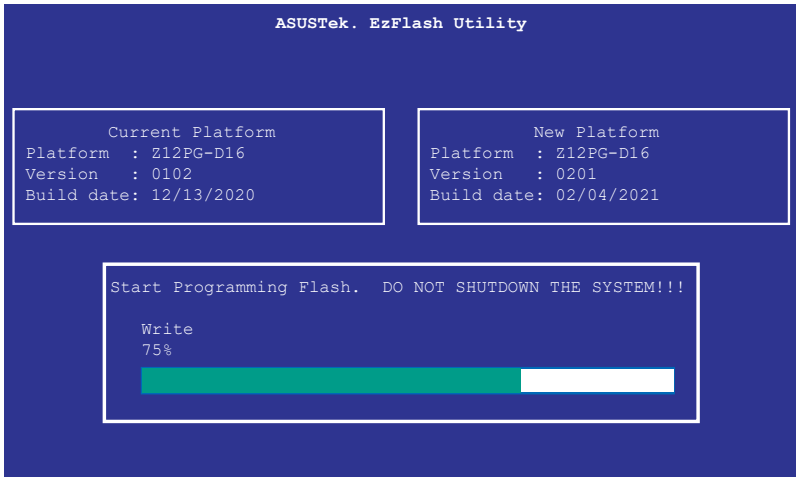 ASUSTek. EzFlash Utility
Current Platform
Platform : Z12PG-D16
Version : 0102
Build date: 12/13/2020
New Platform
Platform : Z12PG-D16
Version : 0201
Build date: 02/04/2021
Start Programming Flash. DO NOT SHUTDOWN THE SYSTEM!!!
Write
75%